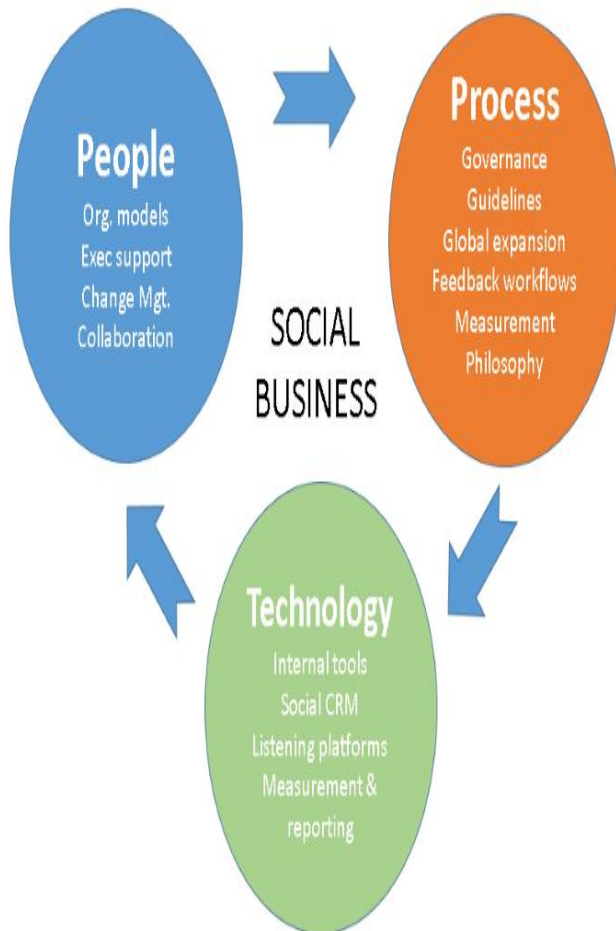 People
Org. models
Exec support
Change Mgt.
Collaboration
Process
Governance
Guidelines
Global expansion
Feedback workflows
Measurement
Philosophy
SOCIAL
BUSINESS
Technology
Internal tools
Social CRM
Listening platforms
Measurement &
reporting